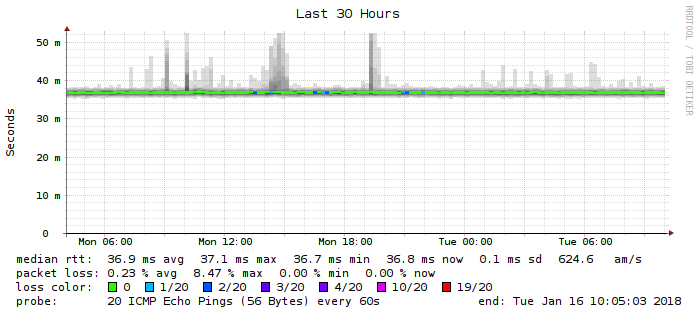 Last 30 Hours
RRDTOOL / TOBI OETIKER
Seconds
50 m
40 m
30 m
20 m
10 m
0
Mon 06:00 Mon 12:00 Mon 18:00 Tue 00:00 Tue 06:00
median rtt: 36.9 ms avg 37.1 ms max 36.7 ms min 36.8 ms now 0.1 ms sd 624.6 am/s
packet loss: 0.23 % avg 8.47 % max 0.00 % min 0.00 % now
loss color: 0 1/20 2/20 3/20 4/20 10/20 19/20
probe: 20 ICMP Echo Pings (56 Bytes) every 60s end: Tue Jan 16 10:05:03 2018